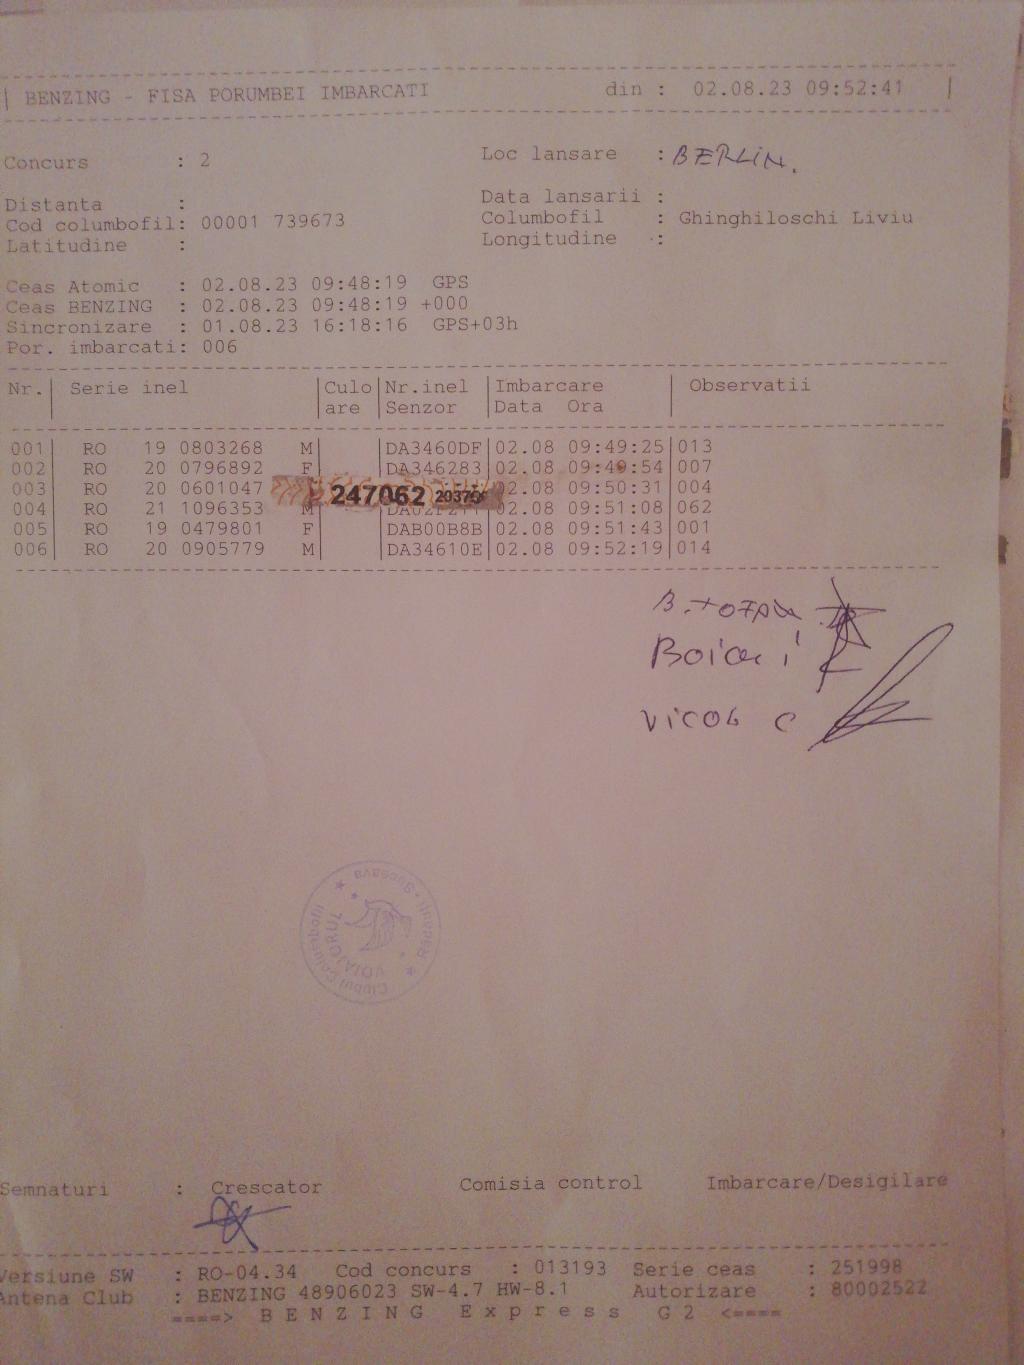 BENZING - FISA PORUMBEI IMBARCATI din : 02.08.23 09:52:41
Concurs : 2 Loc lansare : BERLIN.
Distanta : Data lansarii :
Cod columbofil: 00001 739673 Columbofil : Ghinghiloschi Liviu
Latitudine : Longitudine :
Ceas Atomic : 02.08.23 09:48:19 GPS
Ceas BENZING : 02.08.23 09:48:19 +000
Sincronizare : 01.08.23 16:18:16 GPS+03h
Por. imbarcati: 006
Nr. Serie inel Culo Nr.inel Imbarcare Observatii
are Senzor Data Ora
001 RO 19 0803268 M DA3460DF 02.08 09:49:25 013
002 RO 20 0796892 F DA346283 02.08 09:49:54 007
003 RO 20 0601047 247062 02.08 09:50:31 004
004 RO 21 1096353 M 02.08 09:51:08 062
005 RO 19 0479801 F DAB00B8B 02.08 09:51:43 001
006 RO 20 0905779 M DA34610E 02.08 09:52:19 014
VICOL C
Clubul Columbofil
VOIAJORUL
Radauti - Suceava
Semnaturi : Crescator Comisia control Imbarcare/Desigilare
Versiune SW : RO-04.34 Cod concurs : 013193 Serie ceas : 251998
Antena Club : BENZING 48906023 SW-4.7 HW-8.1 Autorizare : 80002522
====> B E N Z I N G E x p r e s s G 2 <====